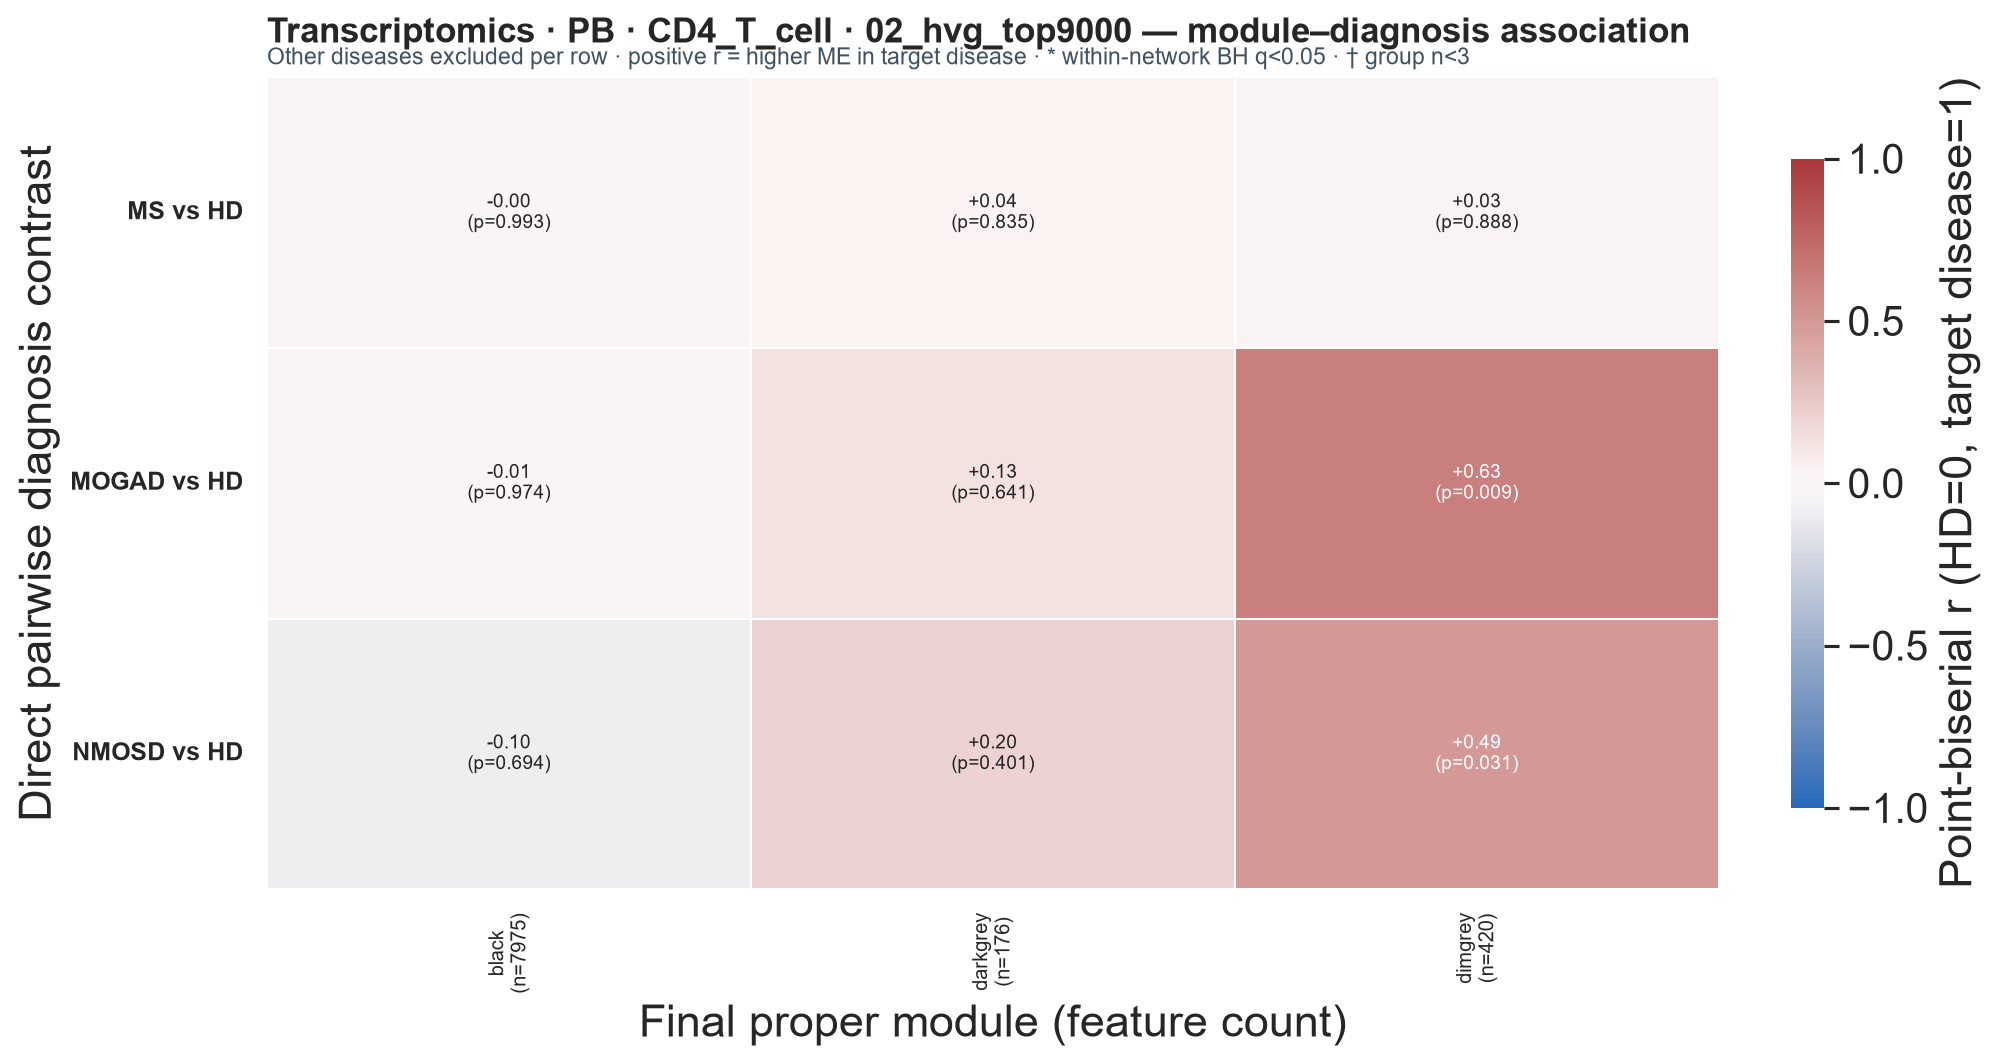 Transcriptomics · PB · CD4_T_cell · 02_hvg_top9000 — module–diagnosis association
Other diseases excluded per row · positive r = higher ME in target disease · * within-network BH q<0.05 · † group n<3
Direct pairwise diagnosis contrast
MS vs HD
-0.00
(p=0.993)
+0.04
(p=0.835)
+0.03
(p=0.888)
MOGAD vs HD
-0.01
(p=0.974)
+0.13
(p=0.641)
+0.63
(p=0.009)
NMOSD vs HD
-0.10
(p=0.694)
+0.20
(p=0.401)
+0.49
(p=0.031)
black
(n=7975)
darkgrey
(n=176)
dimgrey
(n=420)
Final proper module (feature count)
1.0
0.5
0.0
−0.5
−1.0
Point-biserial r (HD=0, target disease=1)